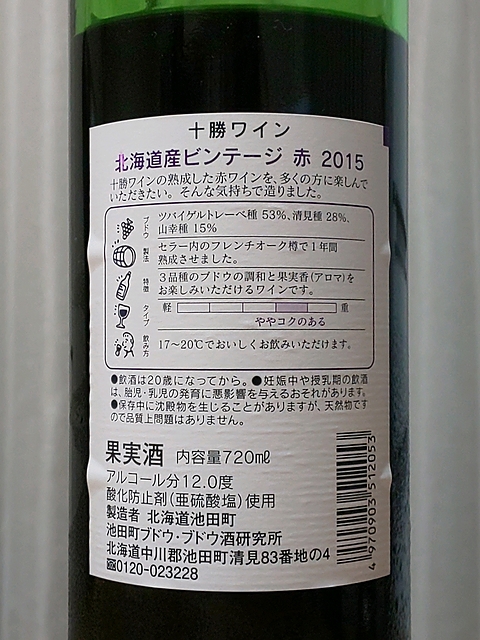 十勝ワイン
北海道産ビンテージ 赤 2015
十勝ワインの熟成した赤ワインを、多くの方に楽しんで
いただきたい。そんな気持ちで造りました。
ブドウ
ツバイゲルトレーベ種 53%、清見種 28%、
山幸種 15%
製法
セラー内のフレンチオーク樽で1年間
熟成させました。
特徴
3品種のブドウの調和と果実香(アロマ)を
お楽しみいただけるワインです。
タイプ
軽 重
ややコクのある
飲み方
17〜20℃でおいしくお飲みいただけます。
●飲酒は20歳になってから。●妊娠中や授乳期の飲酒
は、胎児・乳児の発育に悪影響を与えるおそれがあります。
●保存中に沈殿物を生じることがありますが、天然物です
ので品質上問題はありません。
果実酒 内容量720mℓ
アルコール分12.0度
酸化防止剤(亜硫酸塩)使用
製造者 北海道池田町
池田町ブドウ・ブドウ酒研究所
北海道中川郡池田町清見83番地の4
0120-023228
4 970903 512053